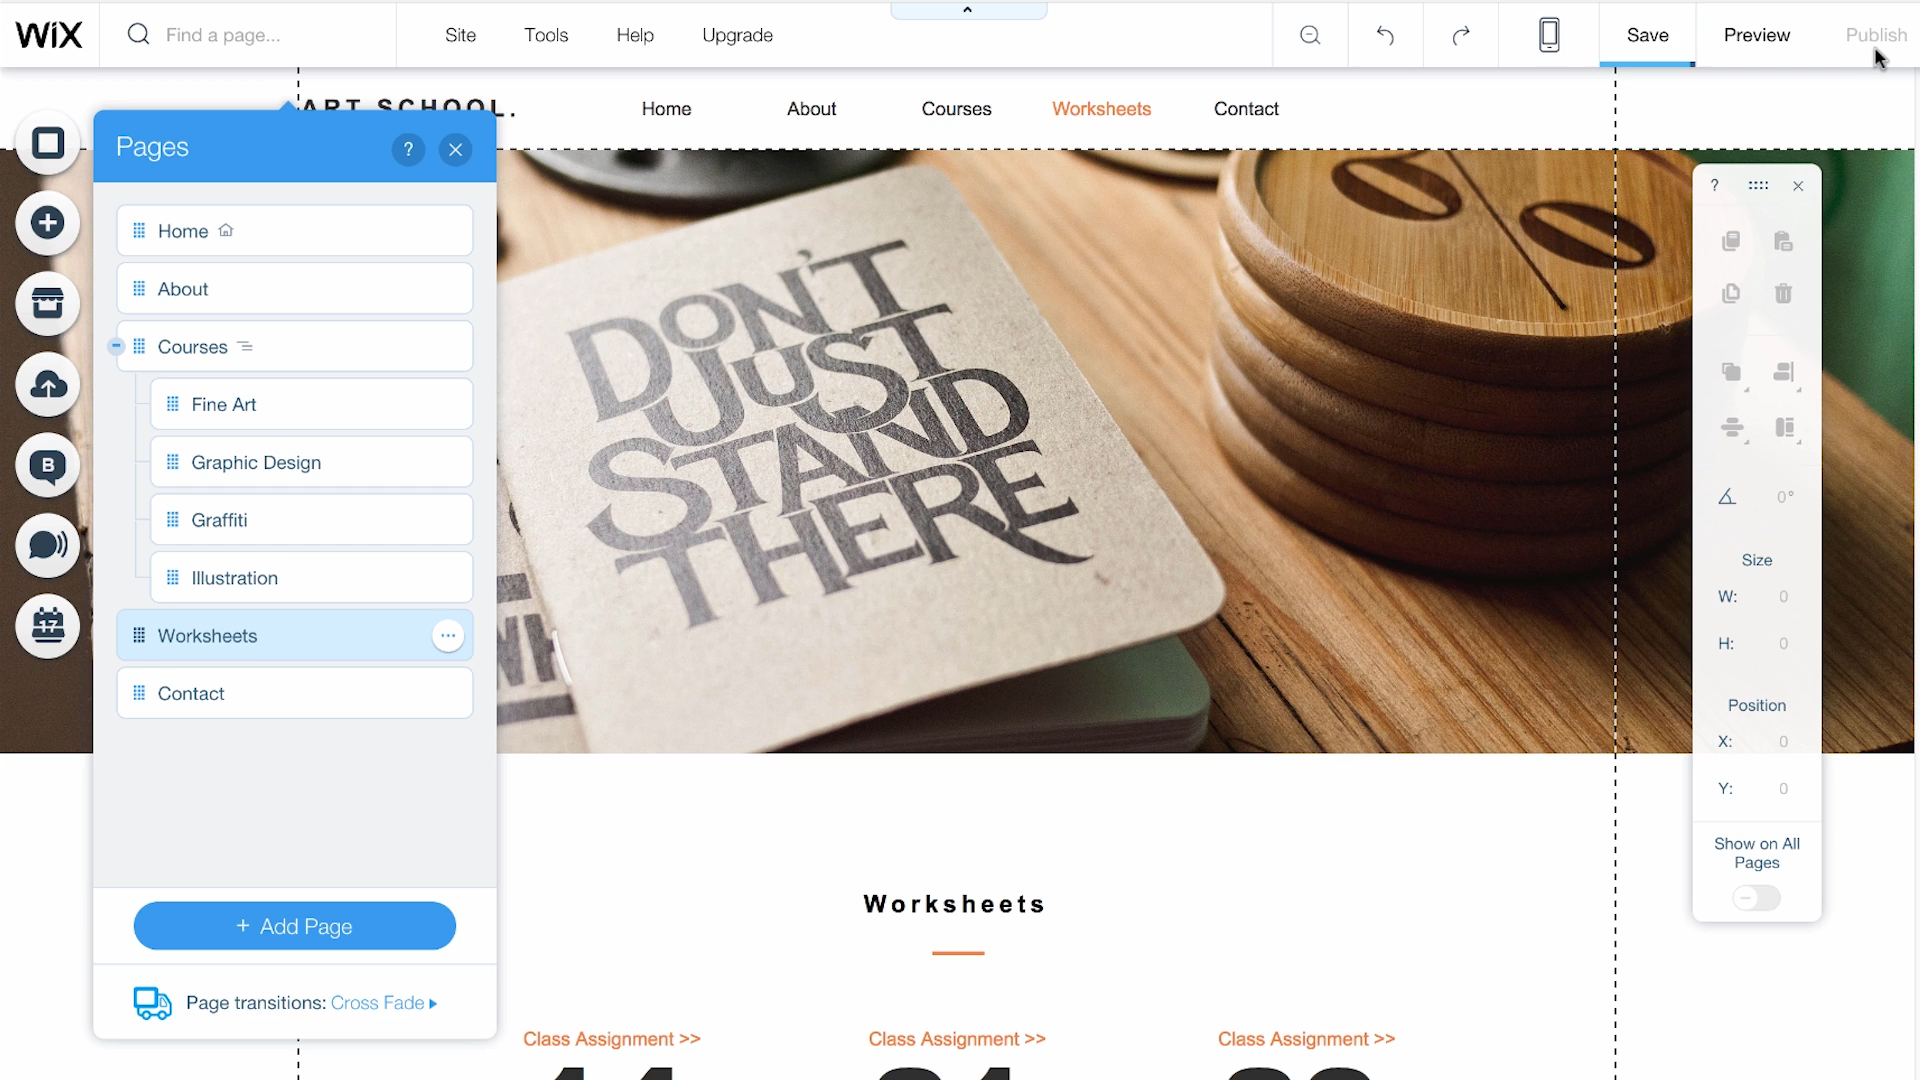 WiX
Find a page...
Site
Tools
Help
Upgrade
Save
Preview
Publish
ART SCHOOL.
Home
About
Courses
Worksheets
Contact
Pages
?
Home
About
Courses
Fine Art
Graphic Design
Graffiti
Illustration
Worksheets
Contact
+ Add Page
Page transitions: Cross Fade
B
17
DON'T
JUST
STAND
THERE
%
?
0°
Size
W: 0
H: 0
Position
X: 0
Y: 0
Show on All
Pages
Worksheets
Class Assignment >>
Class Assignment >>
Class Assignment >>